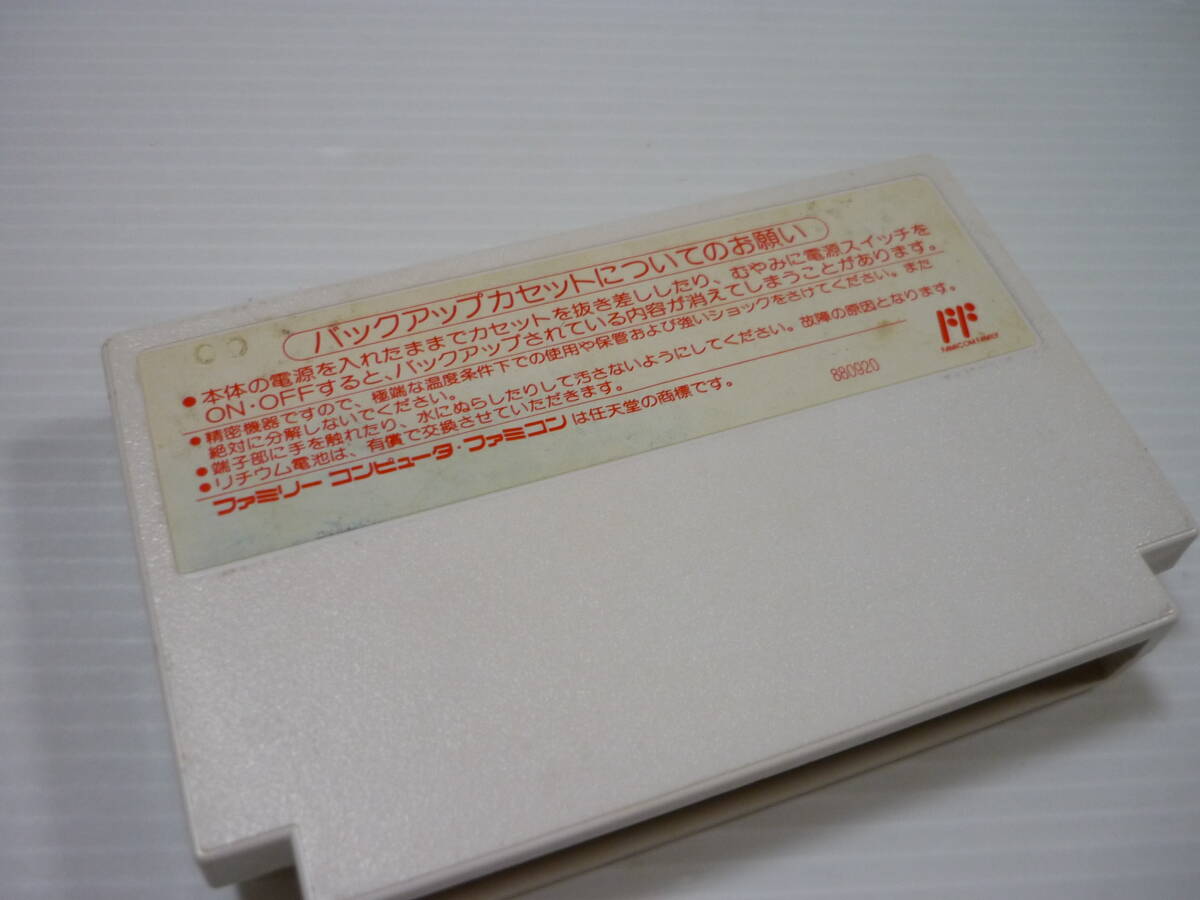 バックアップカセットについてのお願い
●本体の電源を入れたままでカセットを抜き差ししたり、むやみに電源スイッチを
ON・OFFすると、バックアップされている内容が消えてしまうことがあります。
●精密機器ですので、極端な温度条件下での使用や保管および強いショックをさけてください。また
絶対に分解しないでください。
●端子部に手を触れたり、水にぬらしたりして汚さないようにしてください。故障の原因となります。
●リチウム電池は、有償で交換させていただきます。
ファミリー コンピュータ・ファミコンは任天堂の商標です。
FF
FAMICOM FAMILY
880920